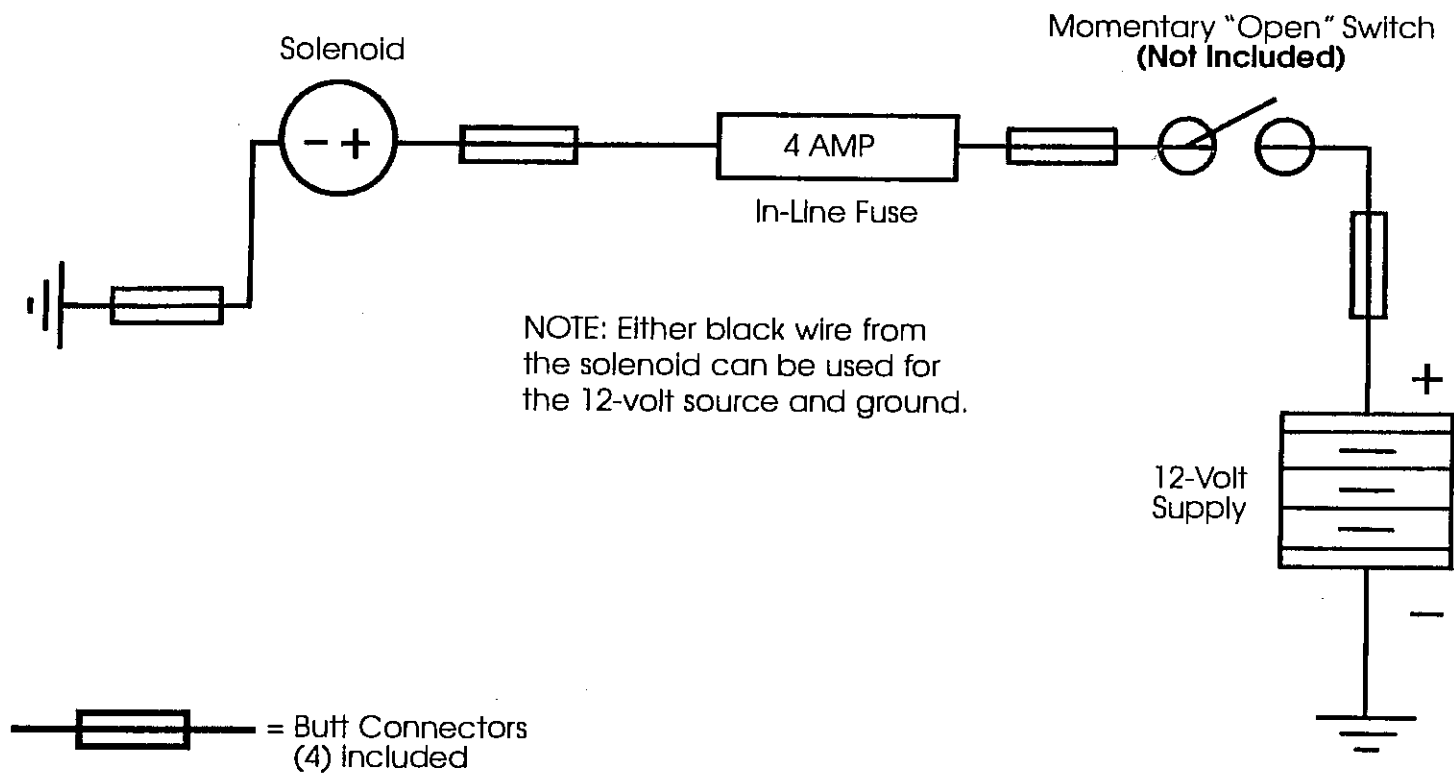 Solenoid
Momentary "Open" Switch
(Not Included)
- +
4 AMP
In-Line Fuse
NOTE: Either black wire from
the solenoid can be used for
the 12-volt source and ground.
+
12-Volt
Supply
-
= Butt Connectors
(4) Included